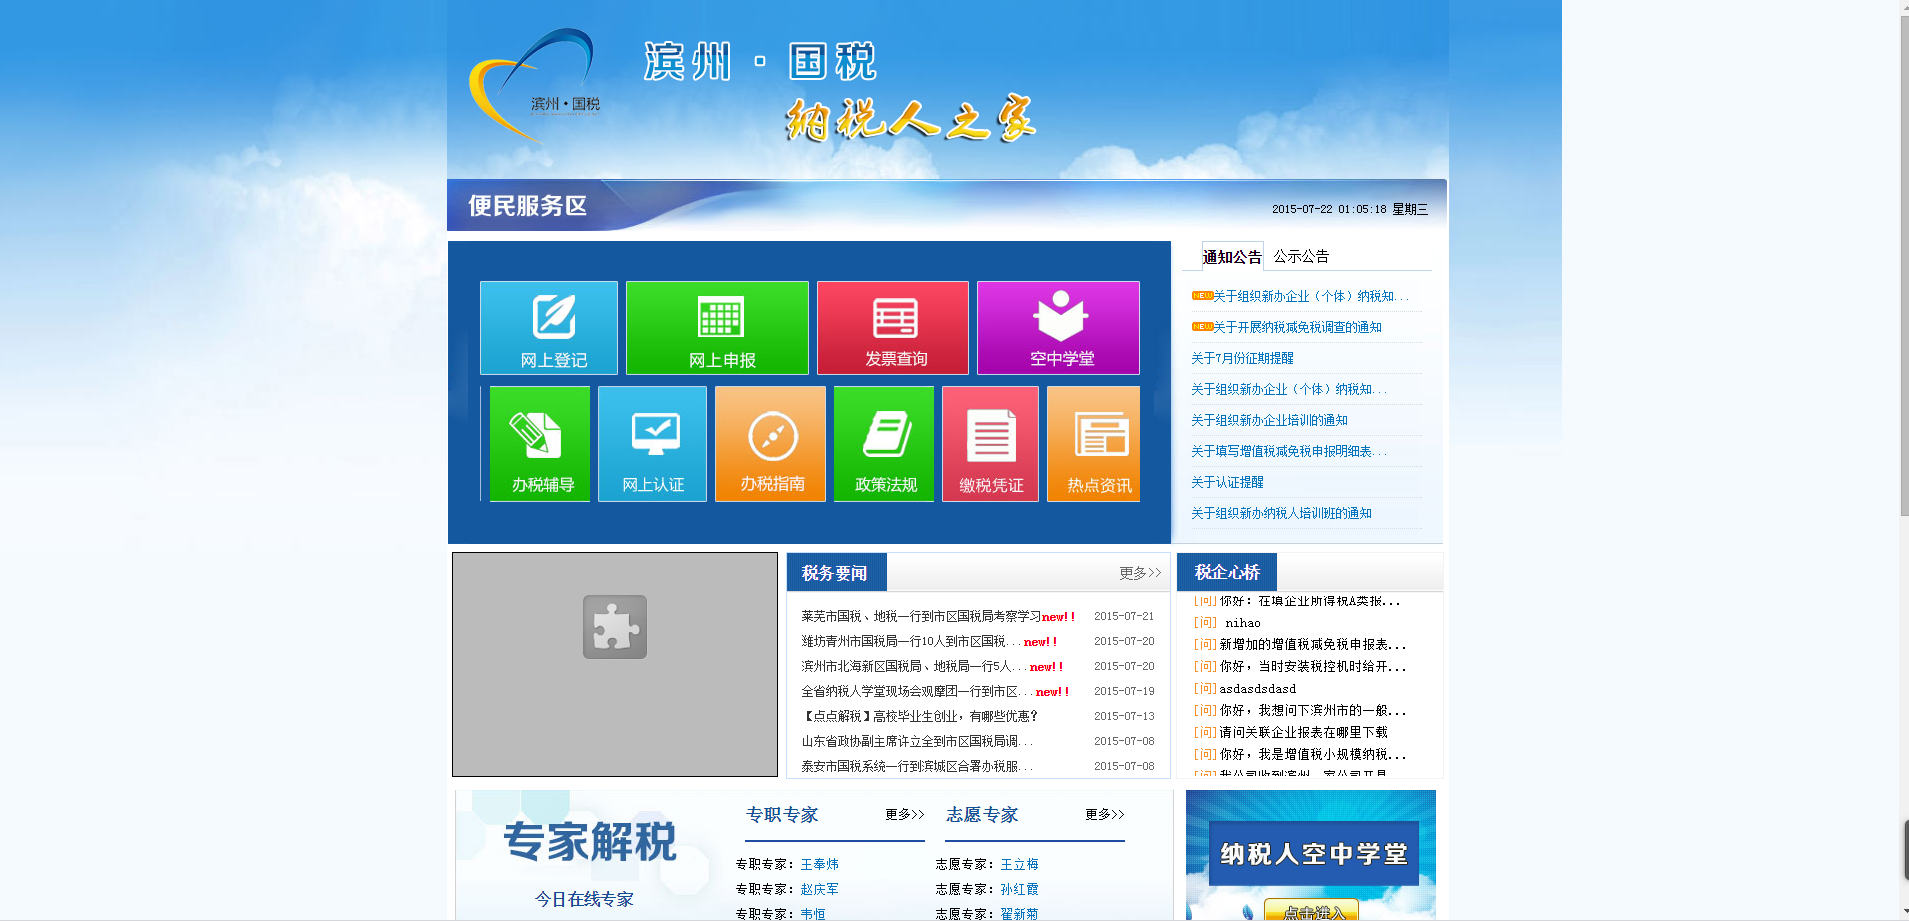 滨州·国税
滨州·国税
纳税人之家
便民服务区
2015-07-22 01:05:18 星期三
网上登记
网上申报
发票查询
空中学堂
办税辅导
网上认证
办税指南
政策法规
缴税凭证
热点资讯
通知公告 公示公告
NEW关于组织新办企业（个体）纳税知...
NEW关于开展纳税减免税调查的通知
关于7月份征期提醒
关于组织新办企业（个体）纳税知...
关于组织新办企业培训的通知
关于填写增值税减免税申报明细表...
关于认证提醒
关于组织新办纳税人培训班的通知
税务要闻 更多>>
莱芜市国税、地税一行到市区国税局考察学习new!! 2015-07-21
潍坊青州市国税局一行10人到市区国税...new!! 2015-07-20
滨州市北海新区国税局、地税局一行5人...new!! 2015-07-20
全省纳税人学堂现场会观摩团一行到市区...new!! 2015-07-19
【点点解税】高校毕业生创业，有哪些优惠？ 2015-07-13
山东省政协副主席许立全到市区国税局调... 2015-07-08
泰安市国税系统一行到滨城区合署办税服... 2015-07-08
税企心桥
[问]你好：在填企业所得税A类报...
[问] nihao
[问]新增加的增值税减免税申报表...
[问]你好，当时安装税控机时给开...
[问]asdasdsdasd
[问]你好，我想问下滨州市的一般...
[问]请问关联企业报表在哪里下载
[问]你好，我是增值税小规模纳税...
[问]我公司收到滨州一家公司开具
专家解税
今日在线专家
专职专家 更多>>
专职专家：王奉炜
专职专家：赵庆军
专职专家：韦恒
志愿专家 更多>>
志愿专家：王立梅
志愿专家：孙红霞
志愿专家：翟新菊
纳税人空中学堂
点击进入